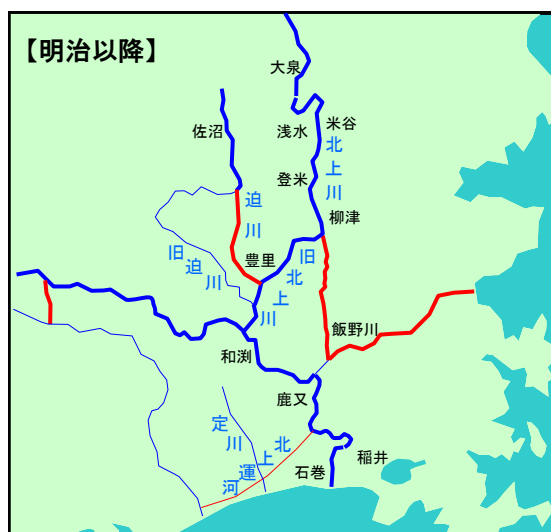 【明治以降】
大泉
浅水
米谷
北上川
佐沼
登米
柳津
迫川
旧迫川
豊里
旧北上川
飯野川
和渕
鹿又
定川
北上運河
石巻
稲井